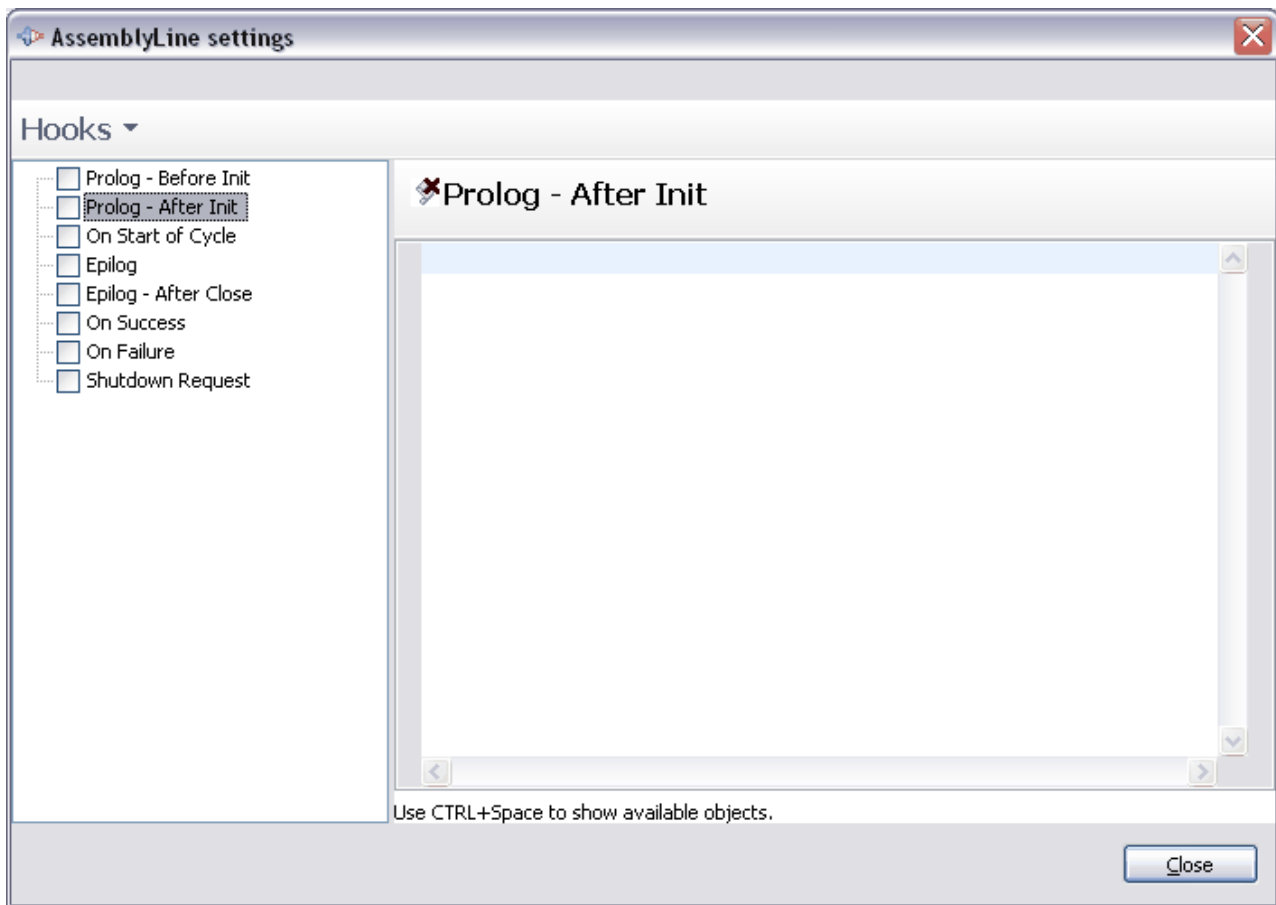 AssemblyLine settings
Hooks
Prolog - Before Init
Prolog - After Init
On Start of Cycle
Epilog
Epilog - After Close
On Success
On Failure
Shutdown Request
Prolog - After Init
Use CTRL+Space to show available objects.
Close